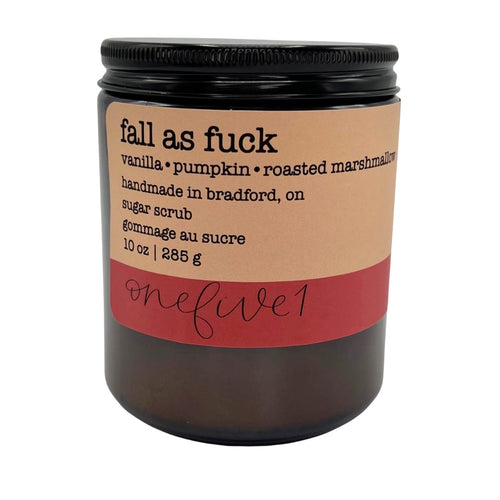 fall as fuck
vanilla • pumpkin • roasted marshmallow
handmade in bradford, on
sugar scrub
gommage au sucre
10 oz | 285 g
onefive1